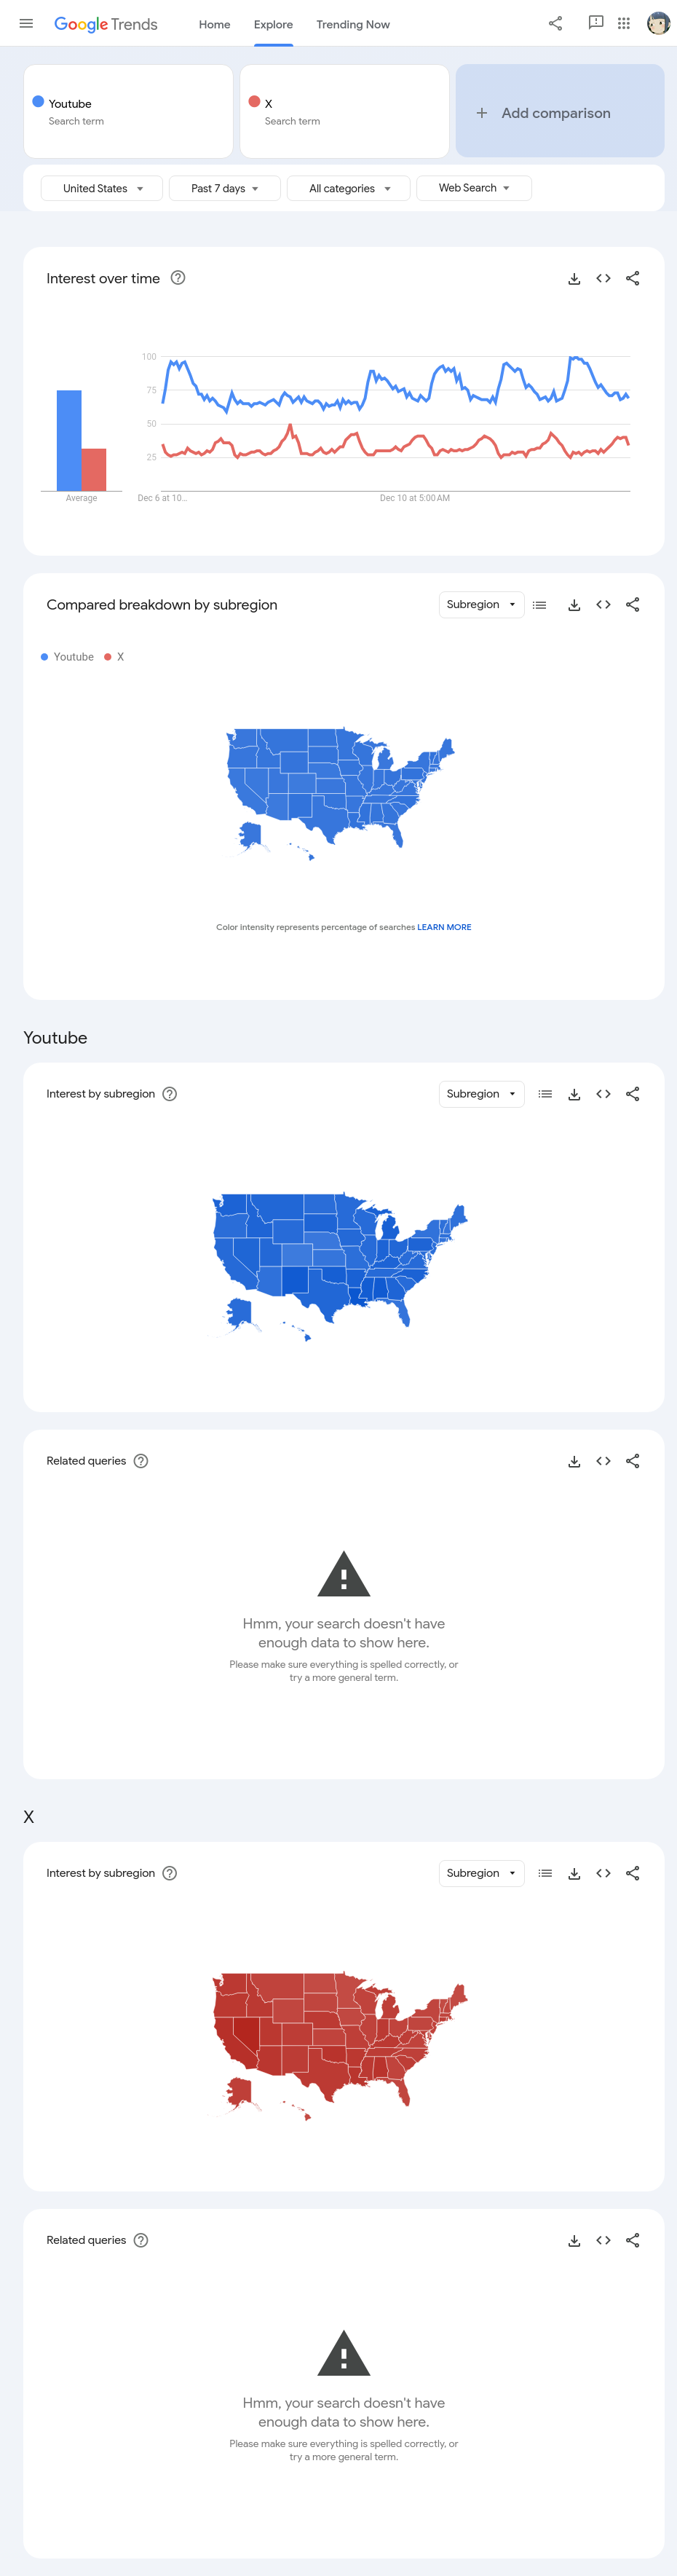 Google Trends
Home
Explore
Trending Now
Youtube
Search term
X
Search term
Add comparison
United States
Past 7 days
All categories
Web Search
Interest over time
100
75
50
25
Average
Dec 6 at 10...
Dec 10 at 5:00 AM
Compared breakdown by subregion
Subregion
Youtube
X
Color intensity represents percentage of searches LEARN MORE
Youtube
Interest by subregion
Subregion
Related queries
Hmm, your search doesn't have
enough data to show here.
Please make sure everything is spelled correctly, or
try a more general term.
X
Interest by subregion
Subregion
Related queries
Hmm, your search doesn't have
enough data to show here.
Please make sure everything is spelled correctly, or
try a more general term.